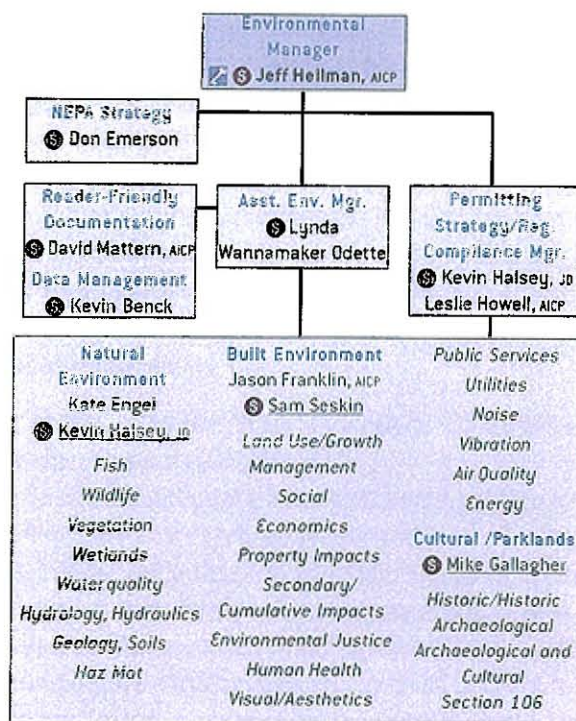 Environmental
Manager
S Jeff Heilman, AICP
NEPA Strategy
S Don Emerson
Reader-Friendly
Documentation
S David Mattern, AICP
Data Management
S Kevin Benck
Asst. Env. Mgr.
S Lynda
Wannamaker Odette
Permitting
Strategy/Reg.
Compliance Mgr.
S Kevin Halsey, JD
Leslie Howell, AICP
Natural
Environment
Kate Engel
S Kevin Halsey, JD
Fish
Wildlife
Vegetation
Wetlands
Water quality
Hydrology, Hydraulics
Geology, Soils
Haz Mat
Built Environment
Jason Franklin, AICP
S Sam Seskin
Land Use/Growth
Management
Social
Economics
Property Impacts
Secondary/
Cumulative Impacts
Environmental Justice
Human Health
Visual/Aesthetics
Public Services
Utilities
Noise
Vibration
Air Quality
Energy
Cultural /Parklands
S Mike Gallagher
Historic/Historic
Archaeological
Archaeological and
Cultural
Section 106